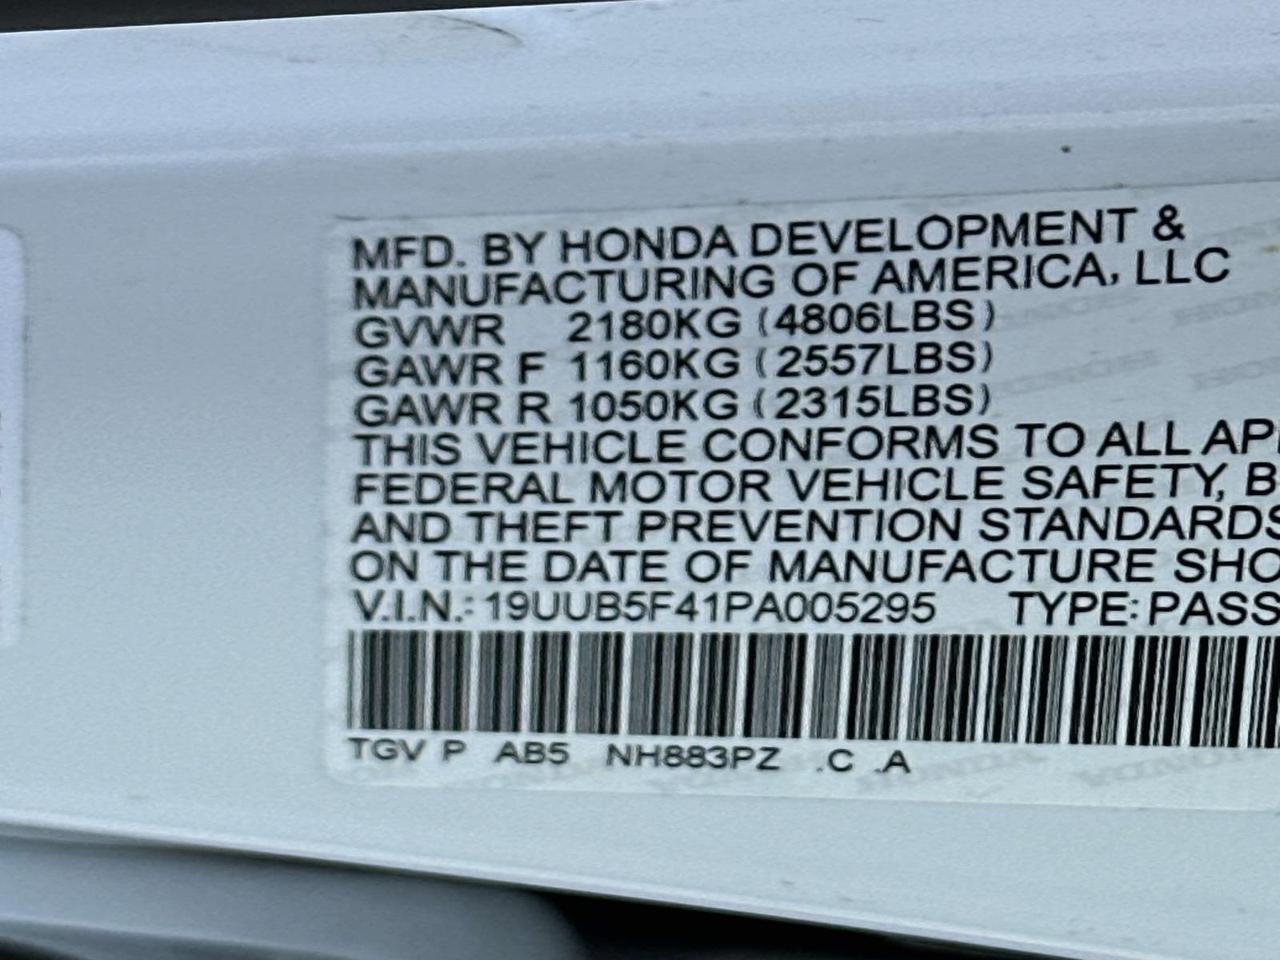 MFD. BY HONDA DEVELOPMENT &
MANUFACTURING OF AMERICA, LLC
GVWR 2180KG (4806LBS)
GAWR F 1160KG (2557LBS)
GAWR R 1050KG (2315LBS)
THIS VEHICLE CONFORMS TO ALL
FEDERAL MOTOR VEHICLE SAFETY,
AND THEFT PREVENTION STANDARDS
ON THE DATE OF MANUFACTURE
V.I.N.: 19UUB5F41PA005295 TYPE: PASS
TGV P AB5 NH883PZ .C .A